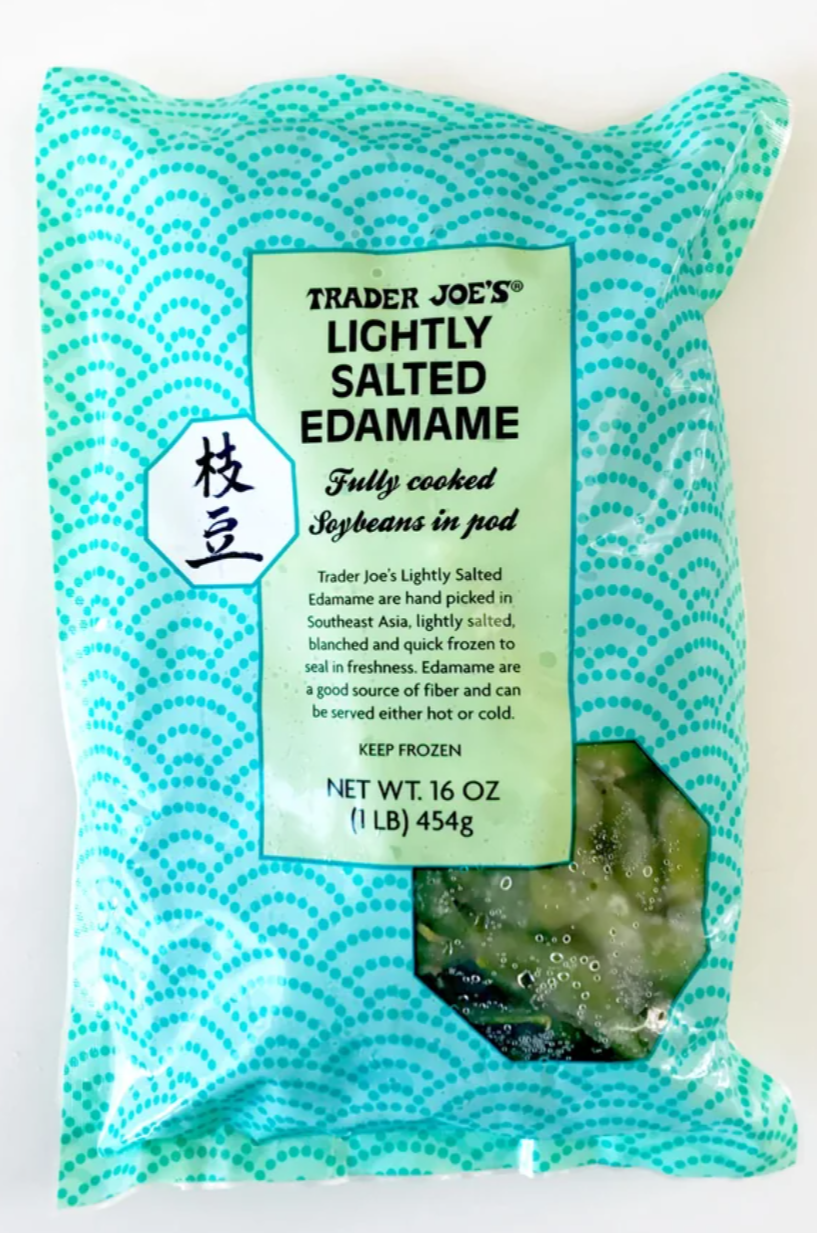 TRADER JOE'S®
LIGHTLY
SALTED
EDAMAME
枝
豆
Fully cooked
Soybeans in pod
Trader Joe's Lightly Salted
Edamame are hand picked in
Southeast Asia, lightly salted,
blanched and quick frozen to
seal in freshness. Edamame are
a good source of fiber and can
be served either hot or cold.
KEEP FROZEN
NET WT. 16 OZ
(1 LB) 454g